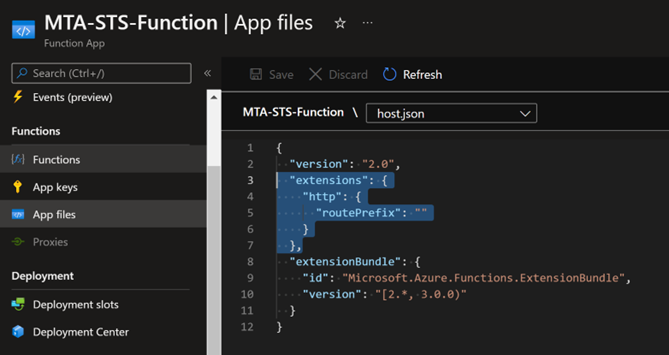 MTA-STS-Function | App files ☆ ...
Function App
Search (Ctrl+/) «
Events (preview)
Functions
Functions
App keys
App files
Proxies
Deployment
Deployment slots
Deployment Center
Save Discard Refresh
MTA-STS-Function \ host.json
1 {
2 "version": "2.0",
3 "extensions": {
4 "http": {
5 "routePrefix": ""
6 }
7 },
8 "extensionBundle": {
9 "id": "Microsoft.Azure.Functions.ExtensionBundle",
10 "version": "[2.*, 3.0.0)"
11 }
12 }